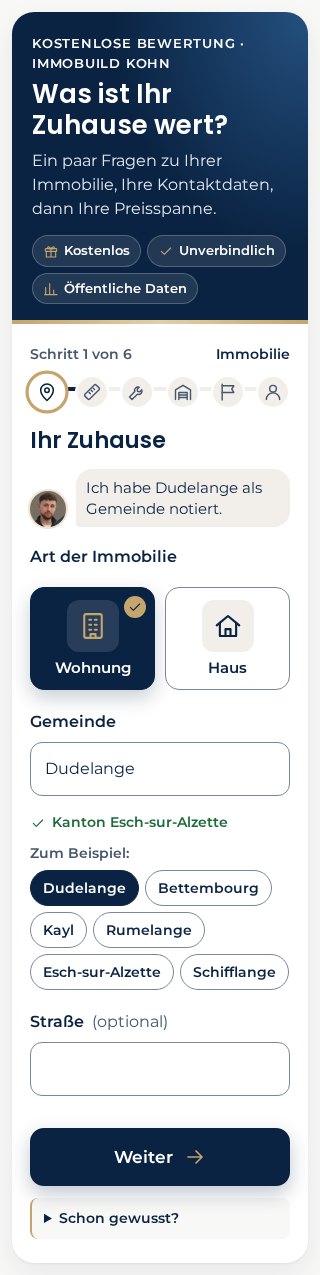 KOSTENLOSE BEWERTUNG ·
IMMOBUILD KOHN
Was ist Ihr
Zuhause wert?
Ein paar Fragen zu Ihrer
Immobilie, Ihre Kontaktdaten,
dann Ihre Preisspanne.
Kostenlos
Unverbindlich
Öffentliche Daten
Schritt 1 von 6
Immobilie
Ihr Zuhause
Ich habe Dudelange als
Gemeinde notiert.
Art der Immobilie
Wohnung
Haus
Gemeinde
Dudelange
Kanton Esch-sur-Alzette
Zum Beispiel:
Dudelange
Bettembourg
Kayl
Rumelange
Esch-sur-Alzette
Schifflange
Straße (optional)
Weiter
Schon gewusst?